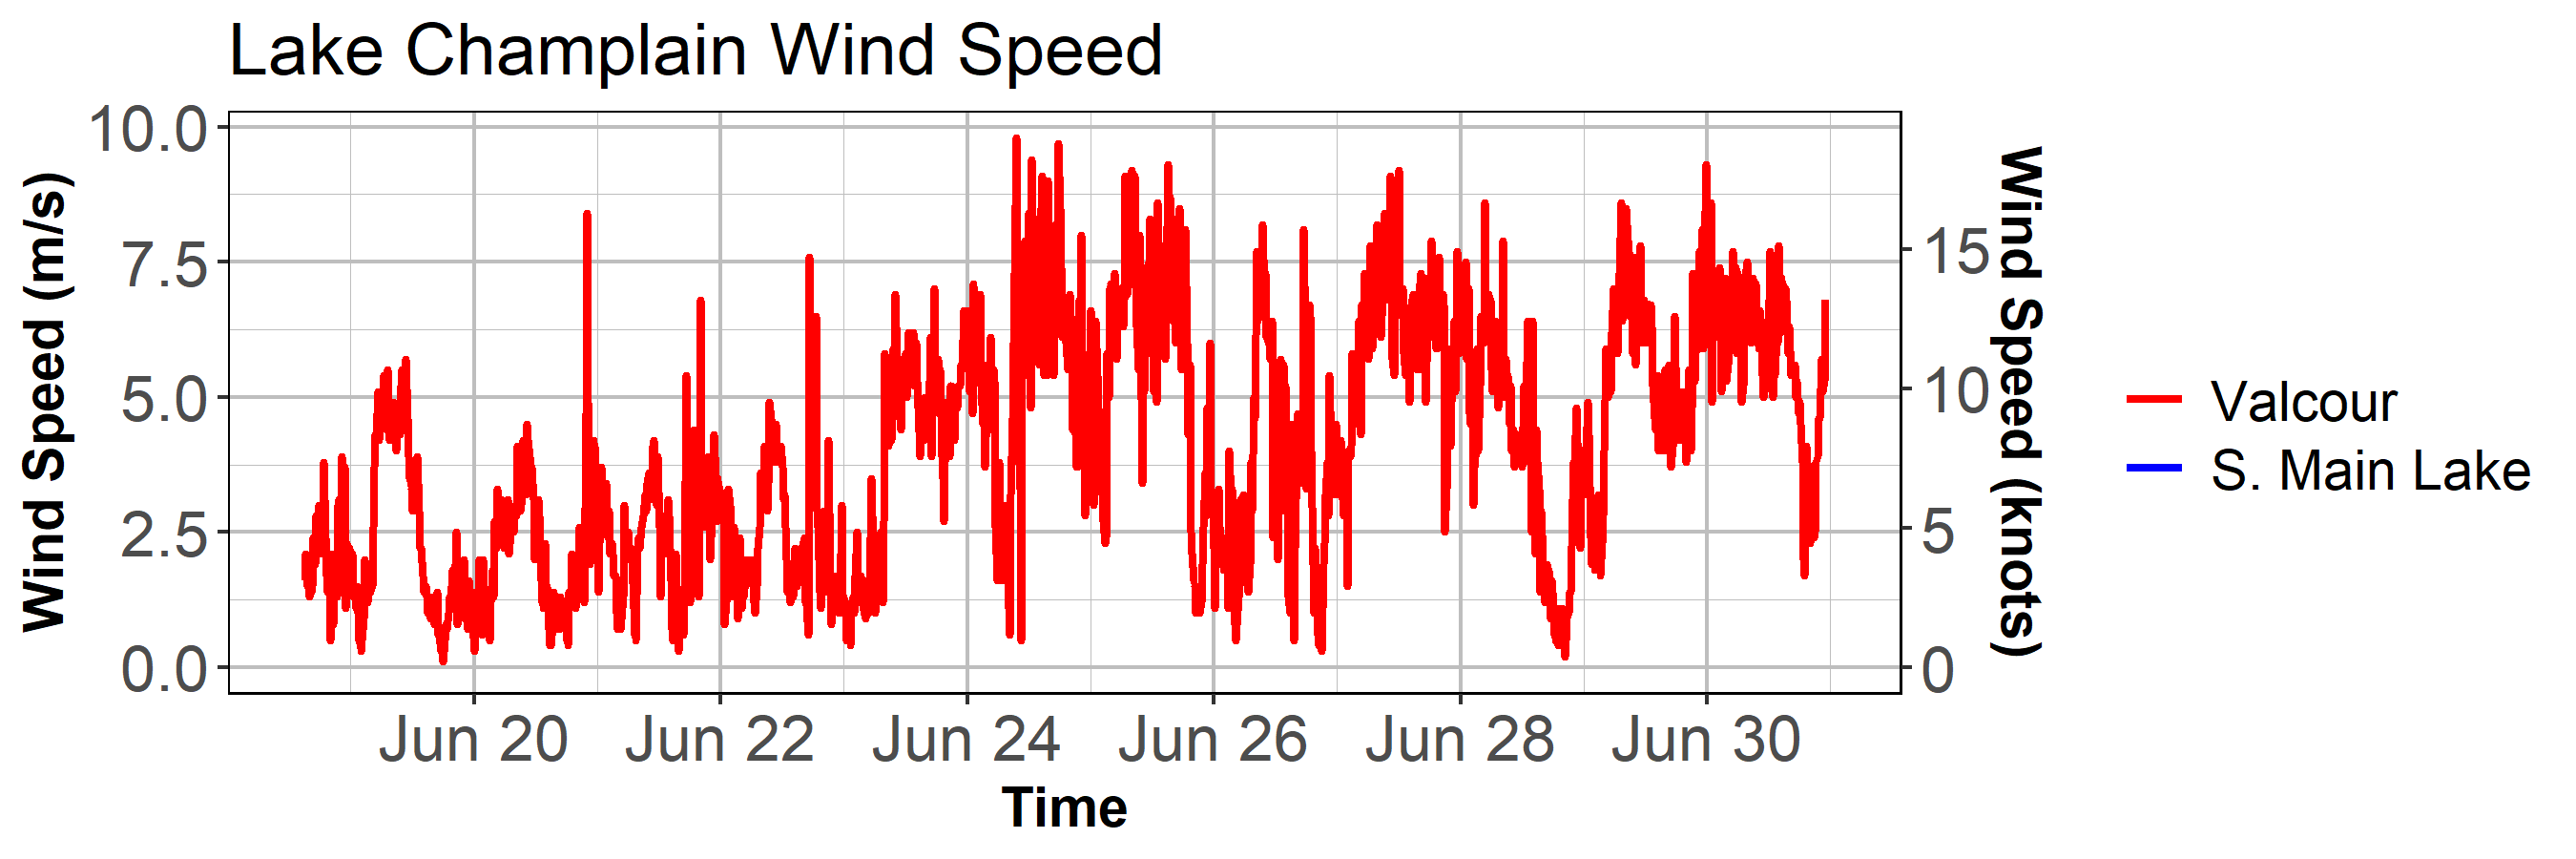 Lake Champlain Wind Speed
10.0
7.5
5.0
2.5
0.0
Wind Speed (m/s)
15
10
5
0
Wind Speed (knots)
Jun 20 Jun 22 Jun 24 Jun 26 Jun 28 Jun 30
Time
Valcour
S. Main Lake